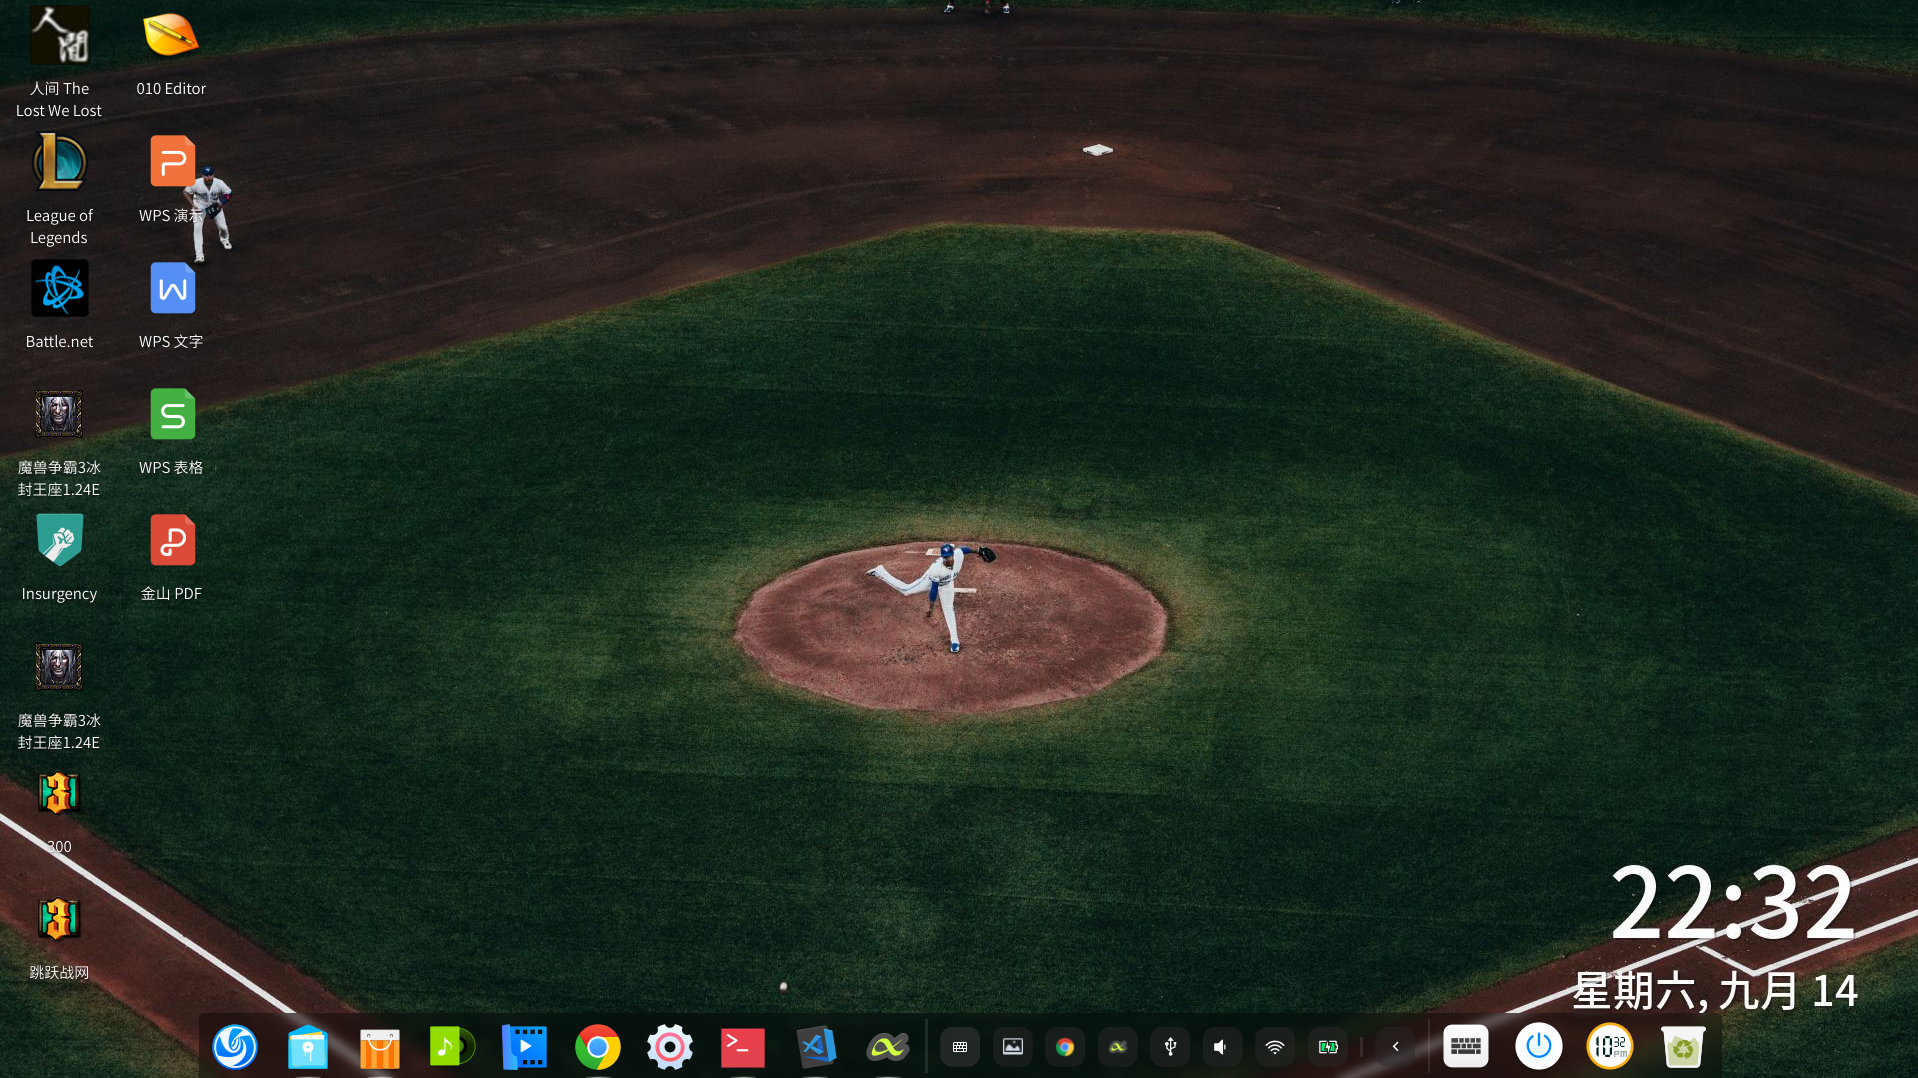 人间 The
Lost We Lost
010 Editor
League of
Legends
WPS 演示
Battle.net
WPS 文字
魔兽争霸3冰
封王座1.24E
WPS 表格
Insurgency
金山 PDF
魔兽争霸3冰
封王座1.24E
300
跳跃战网
22:32
星期六, 九月 14
10 32
PM